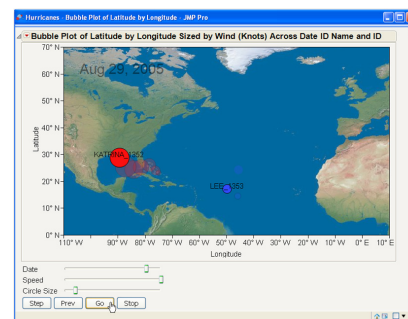 Hurricanes - Bubble Plot of Latitude by Longitude - JMP Pro
Bubble Plot of Latitude by Longitude Sized by Wind (Knots) Across Date ID Name and ID
70° N
Aug 29, 2005
60° N
50° N
40° N
Latitude
KATRINA_1353
30° N
20° N
LEE_1363
10° N
0° N
110° W 90° W 80° W 70° W 60° W 50° W 40° W 30° W 20° W 10° W 0° E 10° E
Longitude
Date
Speed
Circle Size
Step Prev Go Stop